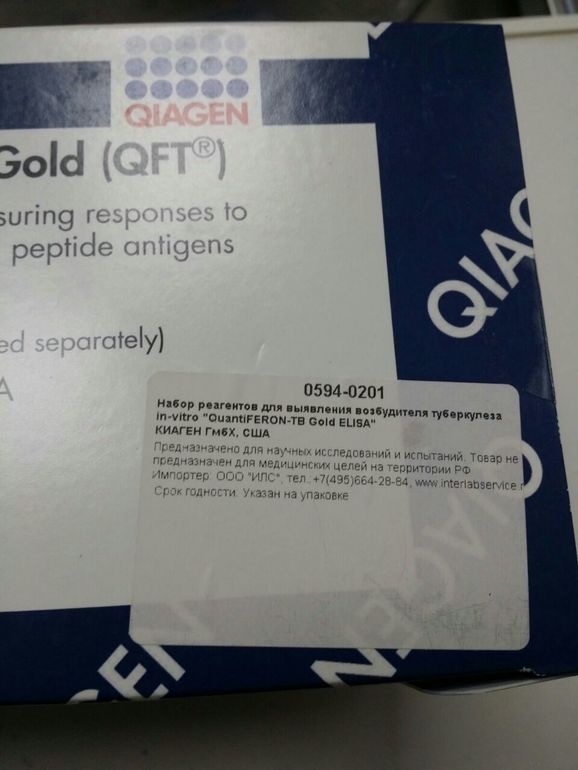 QIAGEN
Gold (QFT®)
suring responses to
peptide antigens
ed separately)
A
QIAG
0594-0201
Набор реагентов для выявления возбудителя туберкулеза
in-vitro "QuantiFERON-TB Gold ELISA"
КИАГЕН ГмбХ, США
Предназначено для научных исследований и испытаний. Товар не
предназначен для медицинских целей на территории РФ
Импортер: ООО "ИЛС", тел.:+7(495)664-28-84, www.interlabservice.r
Срок годности: Указан на упаковке
QIAGEN
GEN